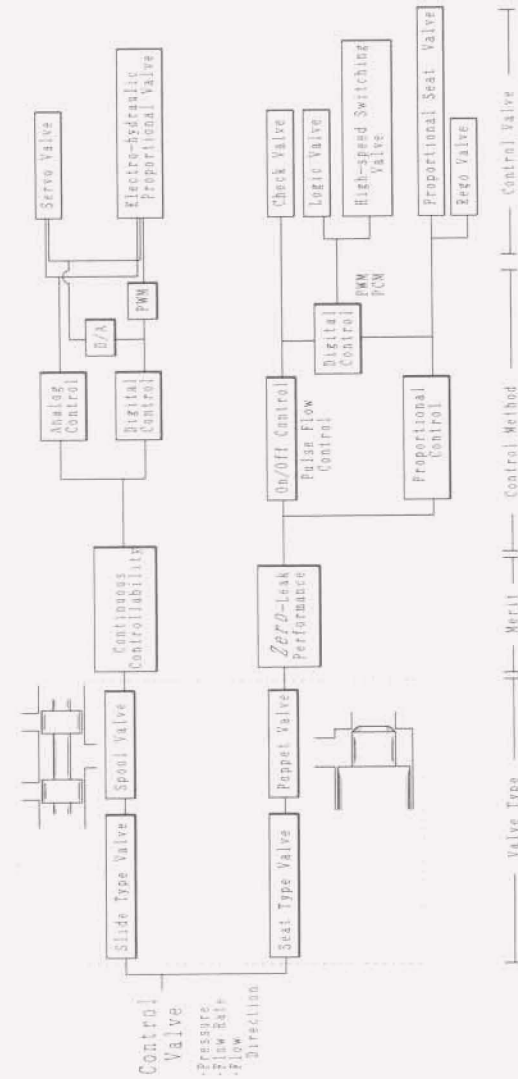 Control
Valve
·Pressure
·Flow Rate
·Flow
Direction
Slide Type Valve
Spool Valve
Continuous
Controllability
Analog
Control
Digital
Control
D/A
PWM
Servo Valve
Electro-hydraulic
Proportional Valve
Seat Type Valve
Poppet Valve
Zero-Leak
Performance
On/Off Control
Pulse Flow
Control
Proportional
Control
Digital
Control
PWM
PCM
Check Valve
Logic Valve
High-speed Switching
Valve
Proportional Seat Valve
Rego Valve
Valve Type
Merit
Control Method
Control Valve